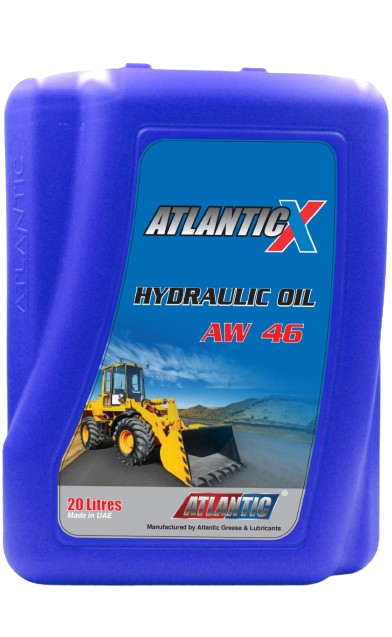 ATLANTIC
ATLANTIC X
HYDRAULIC OIL
AW 46
20 Litres
Made in UAE
ATLANTIC®
Manufactured by Atlantic Grease & Lubricants